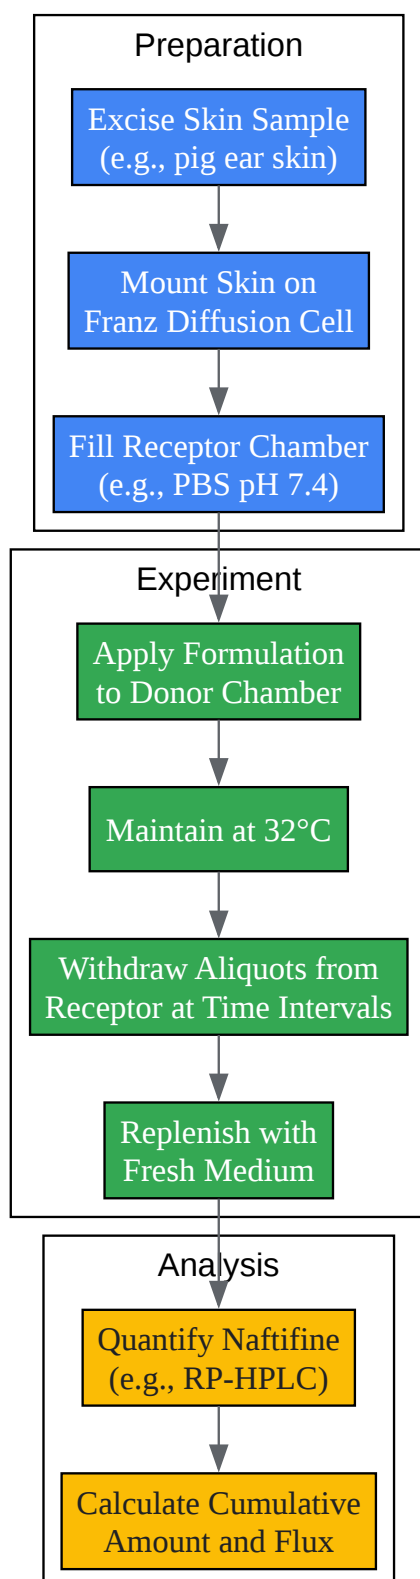 Preparation
Excise Skin Sample
(e.g., pig ear skin)
Mount Skin on
Franz Diffusion Cell
Fill Receptor Chamber
(e.g., PBS pH 7.4)
Experiment
Apply Formulation
to Donor Chamber
Maintain at 32°C
Withdraw Aliquots from
Receptor at Time Intervals
Replenish with
Fresh Medium
Analysis
Quantify Naftifine
(e.g., RP-HPLC)
Calculate Cumulative
Amount and Flux